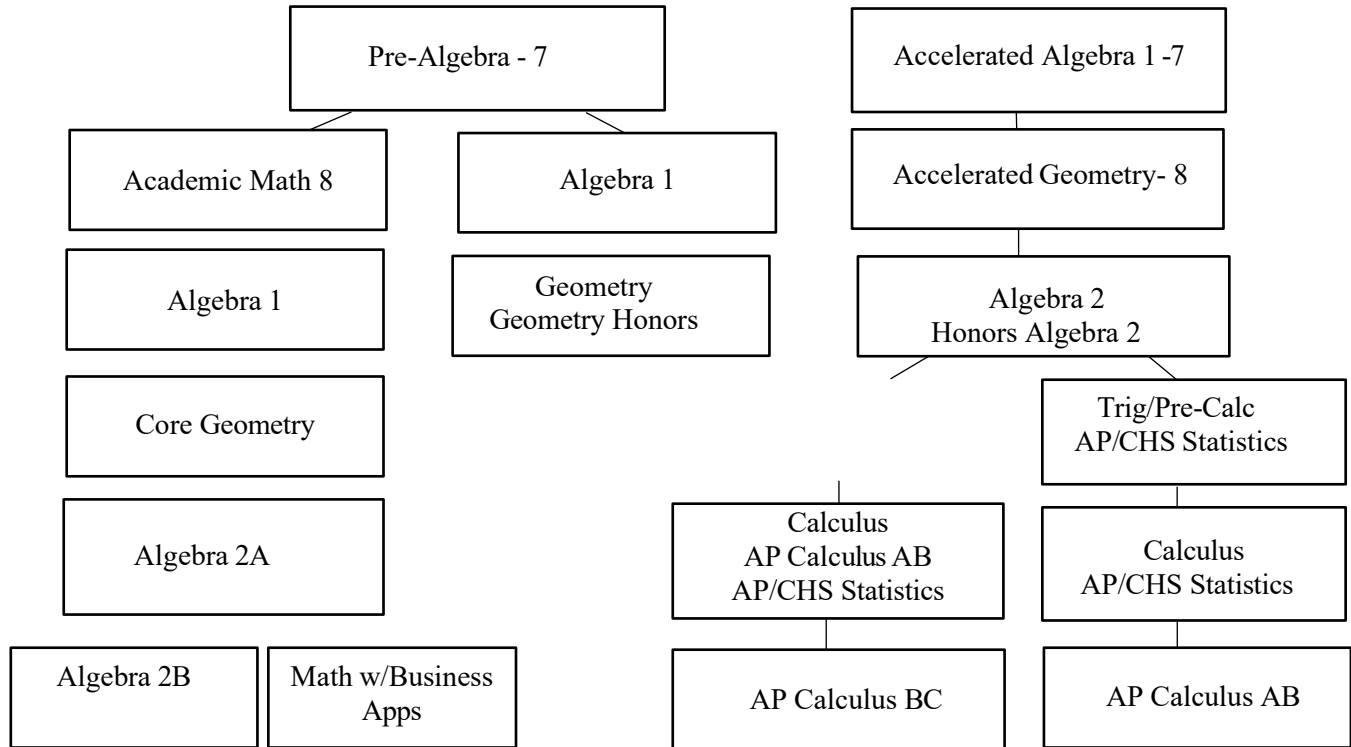 Pre-Algebra - 7
Accelerated Algebra 1 -7
Academic Math 8
Algebra 1
Accelerated Geometry- 8
Algebra 1
Geometry
Geometry Honors
Algebra 2
Honors Algebra 2
Core Geometry
Trig/Pre-Calc
AP/CHS Statistics
Algebra 2A
Calculus
AP Calculus AB
AP/CHS Statistics
Calculus
AP/CHS Statistics
Algebra 2B
Math w/Business
Apps
AP Calculus BC
AP Calculus AB